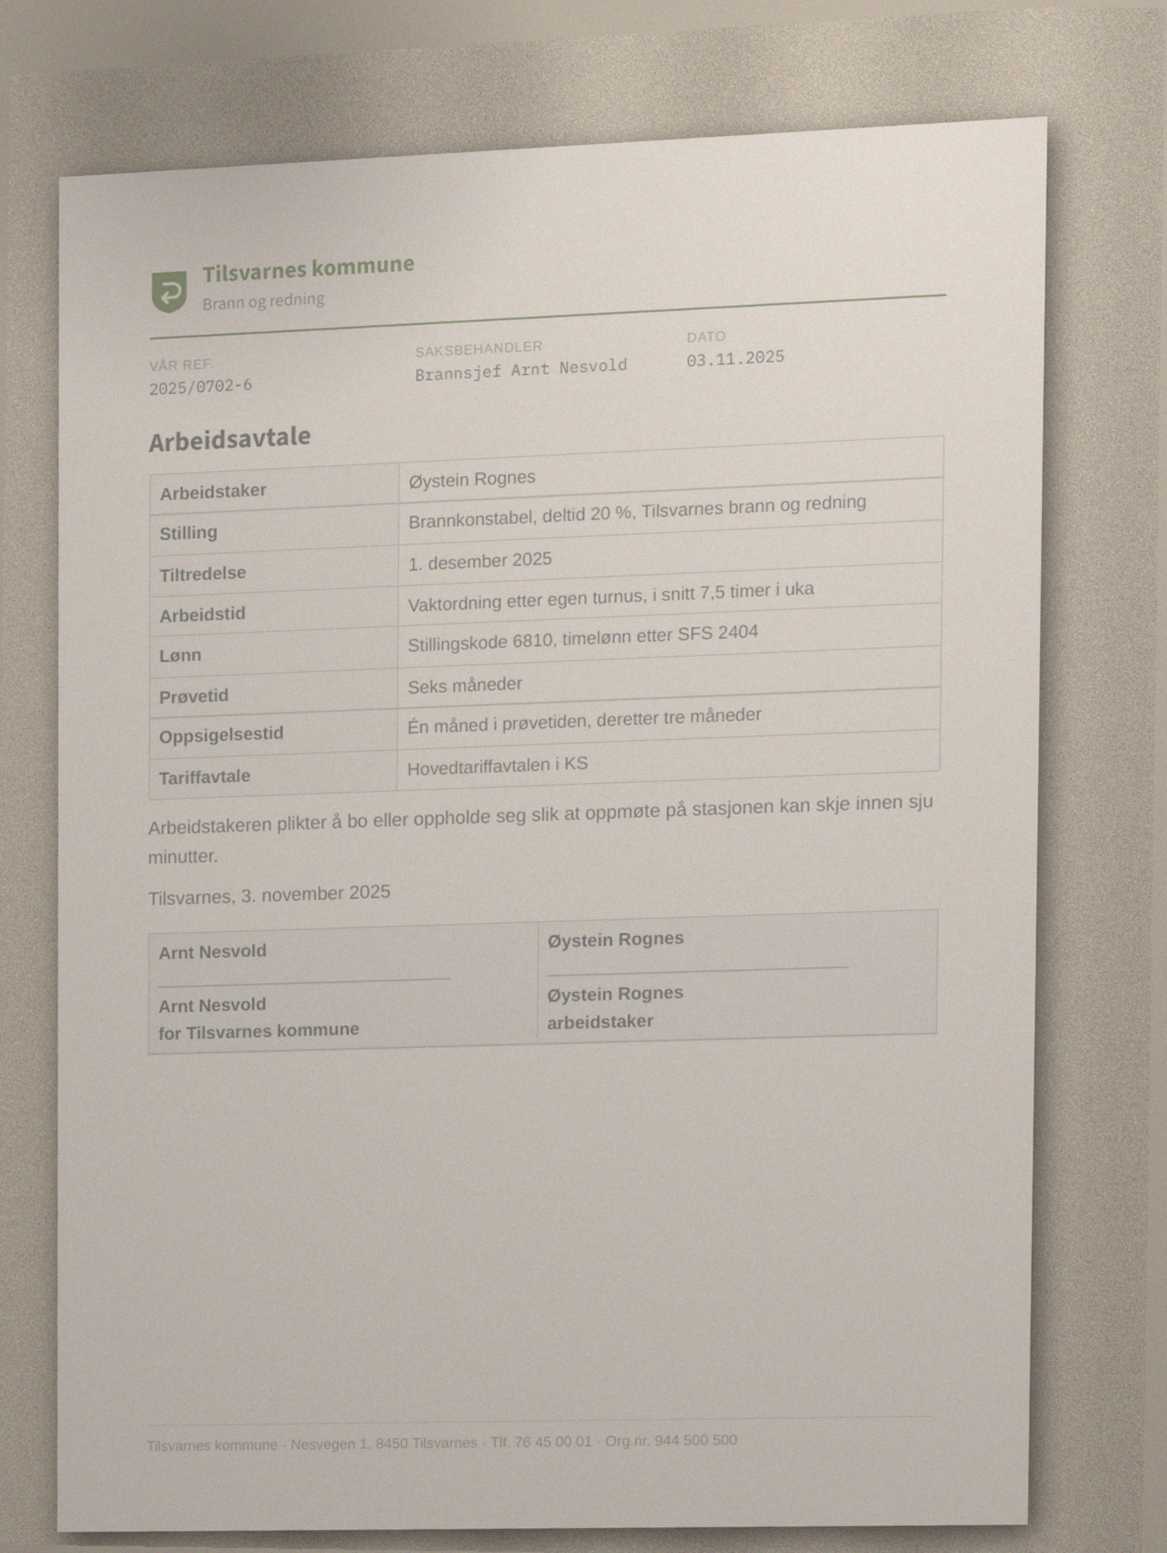 Tilsvarnes kommune
Brann og redning
VÅR REF. SAKSBEHANDLER DATO
2025/0702-6 Brannsjef Arnt Nesvold 03.11.2025
Arbeidsavtale
Arbeidstaker Øystein Rognes
Stilling Brannkonstabel, deltid 20 %, Tilsvarnes brann og redning
Tiltredelse 1. desember 2025
Arbeidstid Vaktordning etter egen turnus, i snitt 7,5 timer i uka
Lønn Stillingskode 6810, timelønn etter SFS 2404
Prøvetid Seks måneder
Oppsigelsestid Én måned i prøvetiden, deretter tre måneder
Tariffavtale Hovedtariffavtalen i KS
Arbeidstakeren plikter å bo eller oppholde seg slik at oppmøte på stasjonen kan skje innen sju
minutter.
Tilsvarnes, 3. november 2025
Arnt Nesvold Øystein Rognes
Arnt Nesvold Øystein Rognes
for Tilsvarnes kommune arbeidstaker
Tilsvarnes kommune · Nesvegen 1, 8450 Tilsvarnes · Tlf. 76 45 00 01 · Org.nr. 944 500 500